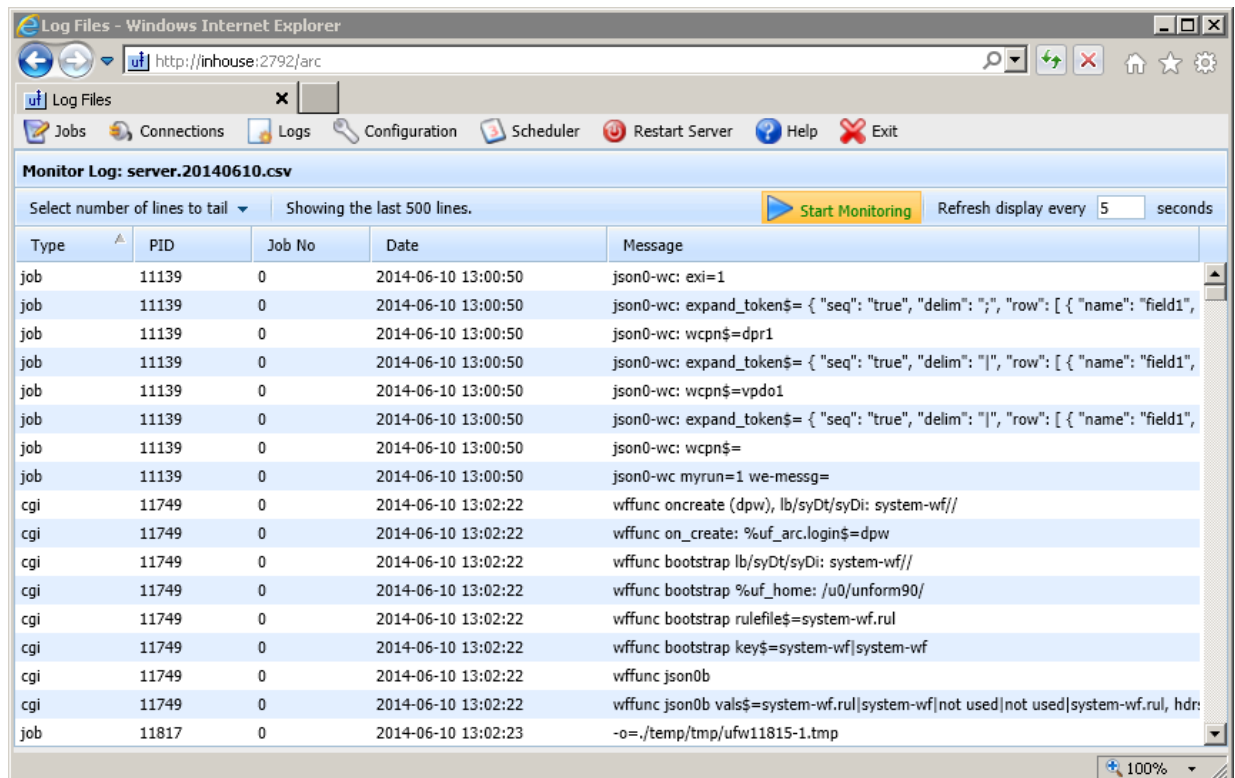 Log Files - Windows Internet Explorer
uf http://inhouse:2792/arc
uf Log Files
Jobs Connections Logs Configuration 3 Scheduler Restart Server Help Exit
Monitor Log: server.20140610.csv
Select number of lines to tail Showing the last 500 lines. Start Monitoring Refresh display every 5 seconds
Type PID Job No Date Message
job 11139 0 2014-06-10 13:00:50 json0-wc: exi=1
job 11139 0 2014-06-10 13:00:50 json0-wc: expand_token$= { "seq": "true", "delim": ";", "row": [ { "name": "field1",
job 11139 0 2014-06-10 13:00:50 json0-wc: wcpn$=dpr1
job 11139 0 2014-06-10 13:00:50 json0-wc: expand_token$= { "seq": "true", "delim": "|", "row": [ { "name": "field1",
job 11139 0 2014-06-10 13:00:50 json0-wc: wcpn$=vpdo1
job 11139 0 2014-06-10 13:00:50 json0-wc: expand_token$= { "seq": "true", "delim": "|", "row": [ { "name": "field1",
job 11139 0 2014-06-10 13:00:50 json0-wc: wcpn$=
job 11139 0 2014-06-10 13:00:50 json0-wc myrun=1 we-messg=
cgi 11749 0 2014-06-10 13:02:22 wffunc oncreate (dpw), lb/syDt/syDi: system-wf//
cgi 11749 0 2014-06-10 13:02:22 wffunc on_create: %uf_arc.login$=dpw
cgi 11749 0 2014-06-10 13:02:22 wffunc bootstrap lb/syDt/syDi: system-wf//
cgi 11749 0 2014-06-10 13:02:22 wffunc bootstrap %uf_home: /u0/unform90/
cgi 11749 0 2014-06-10 13:02:22 wffunc bootstrap rulefile$=system-wf.rul
cgi 11749 0 2014-06-10 13:02:22 wffunc bootstrap key$=system-wf|system-wf
cgi 11749 0 2014-06-10 13:02:22 wffunc json0b
cgi 11749 0 2014-06-10 13:02:22 wffunc json0b vals$=system-wf.rul|system-wf|not used|not used|system-wf.rul, hdr
job 11817 0 2014-06-10 13:02:23 -o=./temp/tmp/ufw11815-1.tmp
100%